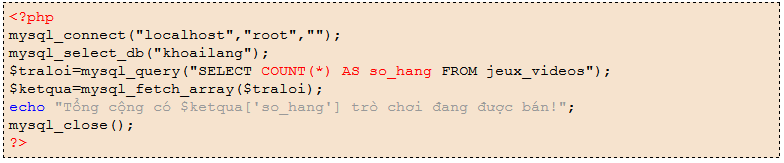 <?php
mysql_connect("localhost","root","");
mysql_select_db("khoailang");
$traloi=mysql_query("SELECT COUNT(*) AS so_hang FROM jeux_videos");
$ketqua=mysql_fetch_array($traloi);
echo "Tổng cộng có $ketqua['so_hang'] trò chơi đang được bán!";
mysql_close();
?>